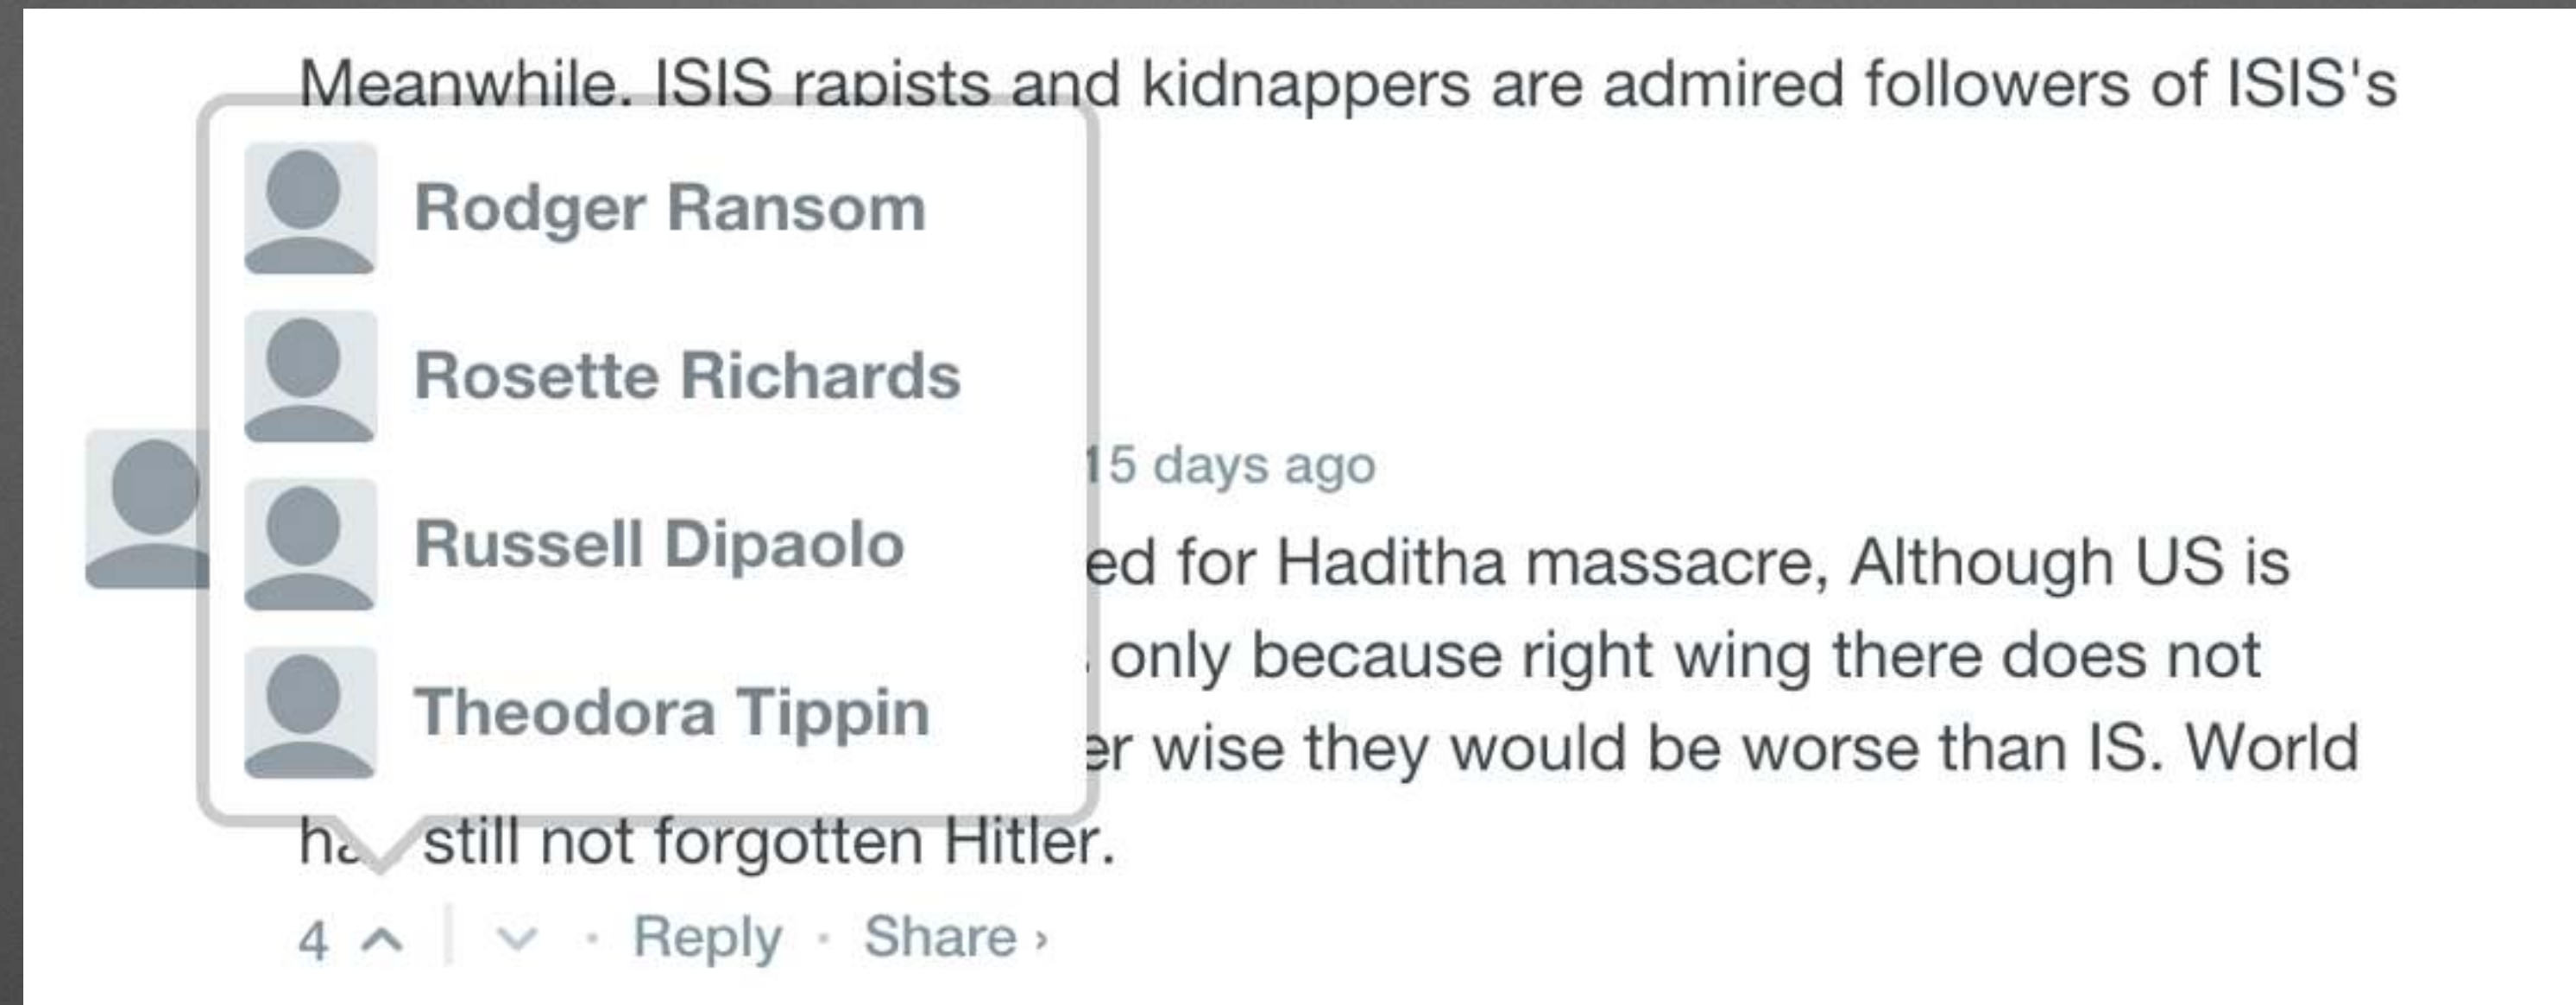 Meanwhile. ISIS rapists and kidnappers are admired followers of ISIS's
Rodger Ransom
Rosette Richards
15 days ago
Russell Dipaolo
ed for Haditha massacre, Although US is
only because right wing there does not
Theodora Tippin
er wise they would be worse than IS. World
still not forgotten Hitler.
4 · Reply · Share ›